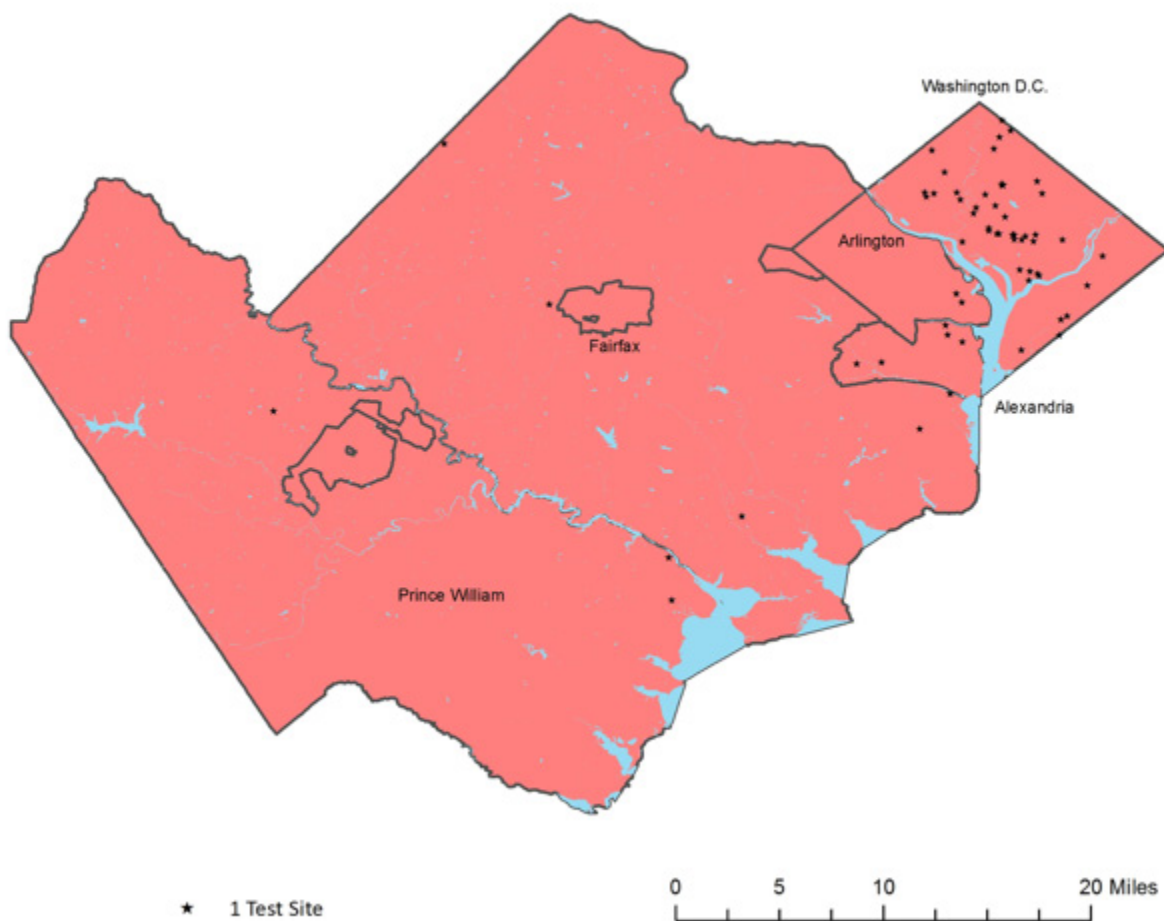 Washington D.C.
Arlington
Fairfax
Alexandria
Prince William
0 5 10 20 Miles
1 Test Site